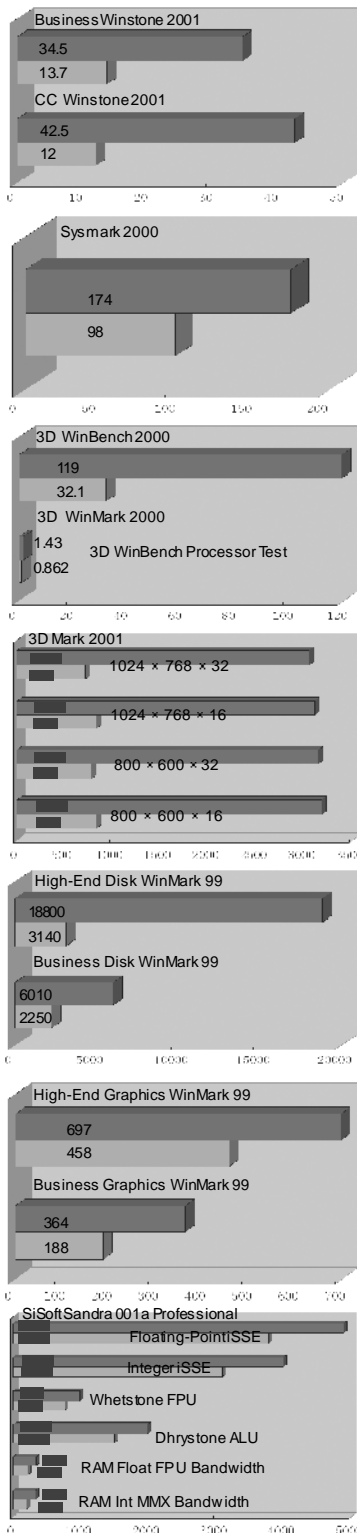 Business Winstone 2001
34.5
13.7
CC Winstone 2001
42.5
12
0 10 20 30 40 50
Sysmark 2000
174
98
0 50 100 150 200
3D WinBench 2000
119
32.1
3D WinMark 2000
1.43
0.862
3D WinBench Processor Test
0 20 40 60 80 100 120
3D Mark 2001
1024 × 768 × 32
1024 × 768 × 16
800 × 600 × 32
800 × 600 × 16
0 500 1000 1500 2000 2500 3000
High-End Disk WinMark 99
18800
3140
Business Disk WinMark 99
6010
2250
0 5000 10000 15000 20000
High-End Graphics WinMark 99
697
458
Business Graphics WinMark 99
364
188
0 100 200 300 400 500 600 700
SiSoftSandra 001a Professional
Floating-PointiSSE
IntegeriSSE
Whetstone FPU
Dhrystone ALU
RAM Float FPU Bandwidth
RAM Int MMX Bandwidth
0 1000 2000 3000 4000 5000